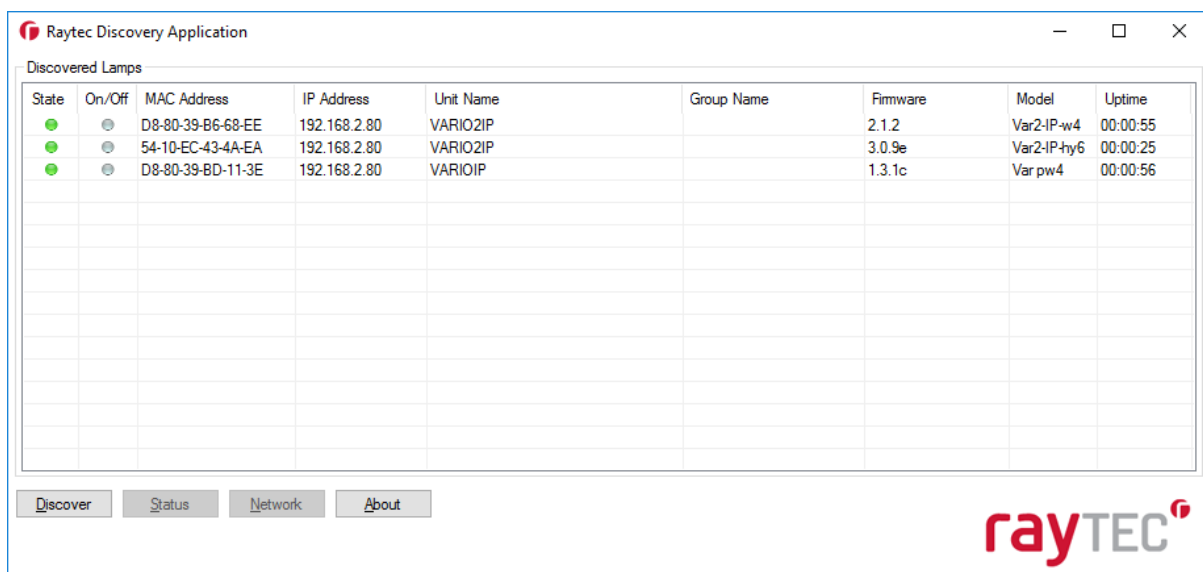 Raytec Discovery Application
Discovered Lamps
State On/Off MAC Address IP Address Unit Name Group Name Firmware Model Uptime
D8-80-39-B6-68-EE 192.168.2.80 VARIO2IP 2.1.2 Var2-IP-w4 00:00:55
54-10-EC-43-4A-EA 192.168.2.80 VARIO2IP 3.0.9e Var2-IP-hy6 00:00:25
D8-80-39-BD-11-3E 192.168.2.80 VARIOIP 1.3.1c Var pw4 00:00:56
Discover Status Network About
rayTEC